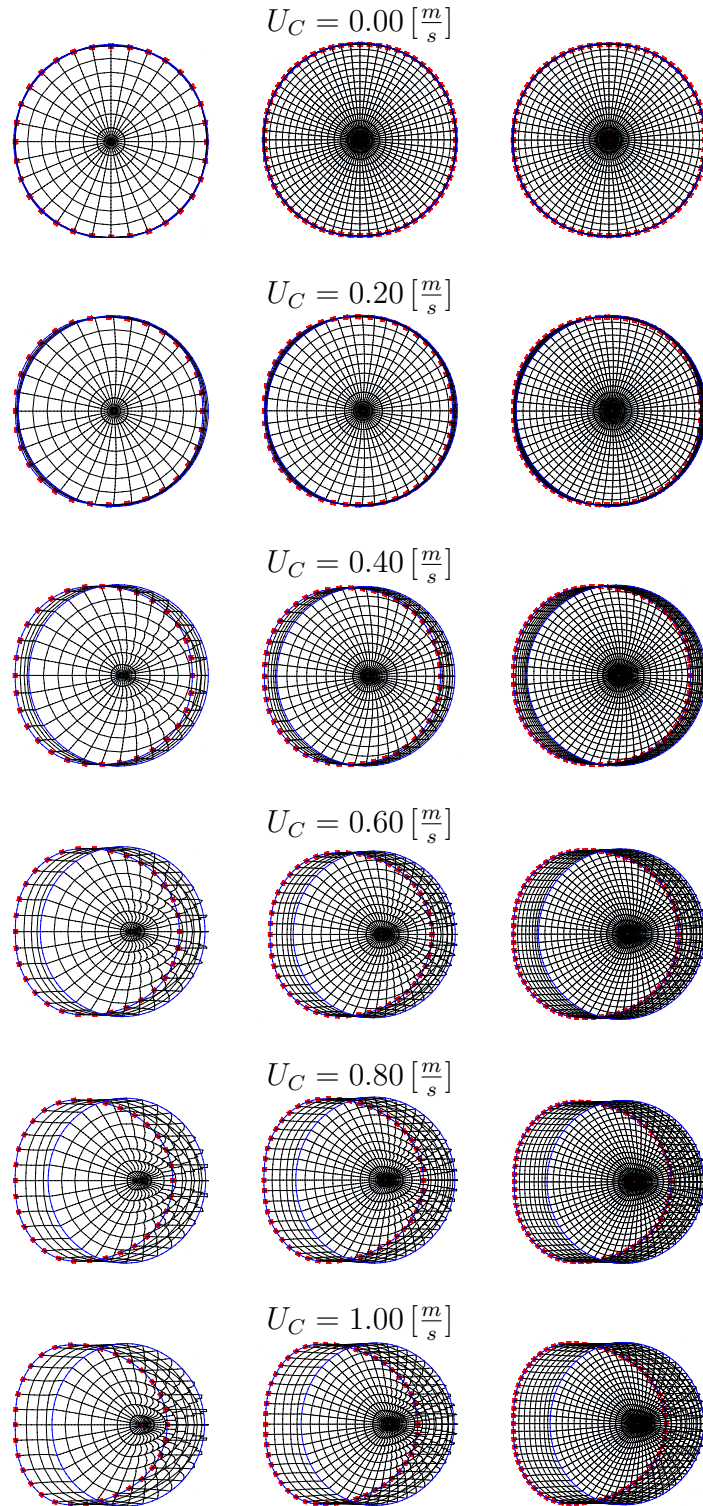 U_C = 0.00 [m/s]
U_C = 0.20 [m/s]
U_C = 0.40 [m/s]
U_C = 0.60 [m/s]
U_C = 0.80 [m/s]
U_C = 1.00 [m/s]